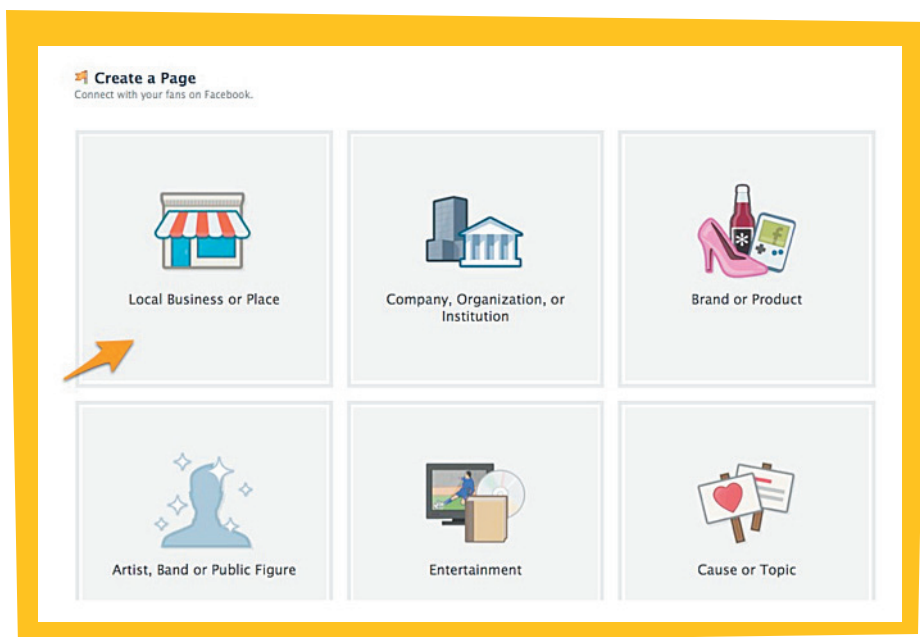 Create a Page
Connect with your fans on Facebook.
Local Business or Place
Company, Organization, or
Institution
Brand or Product
Artist, Band or Public Figure
Entertainment
Cause or Topic